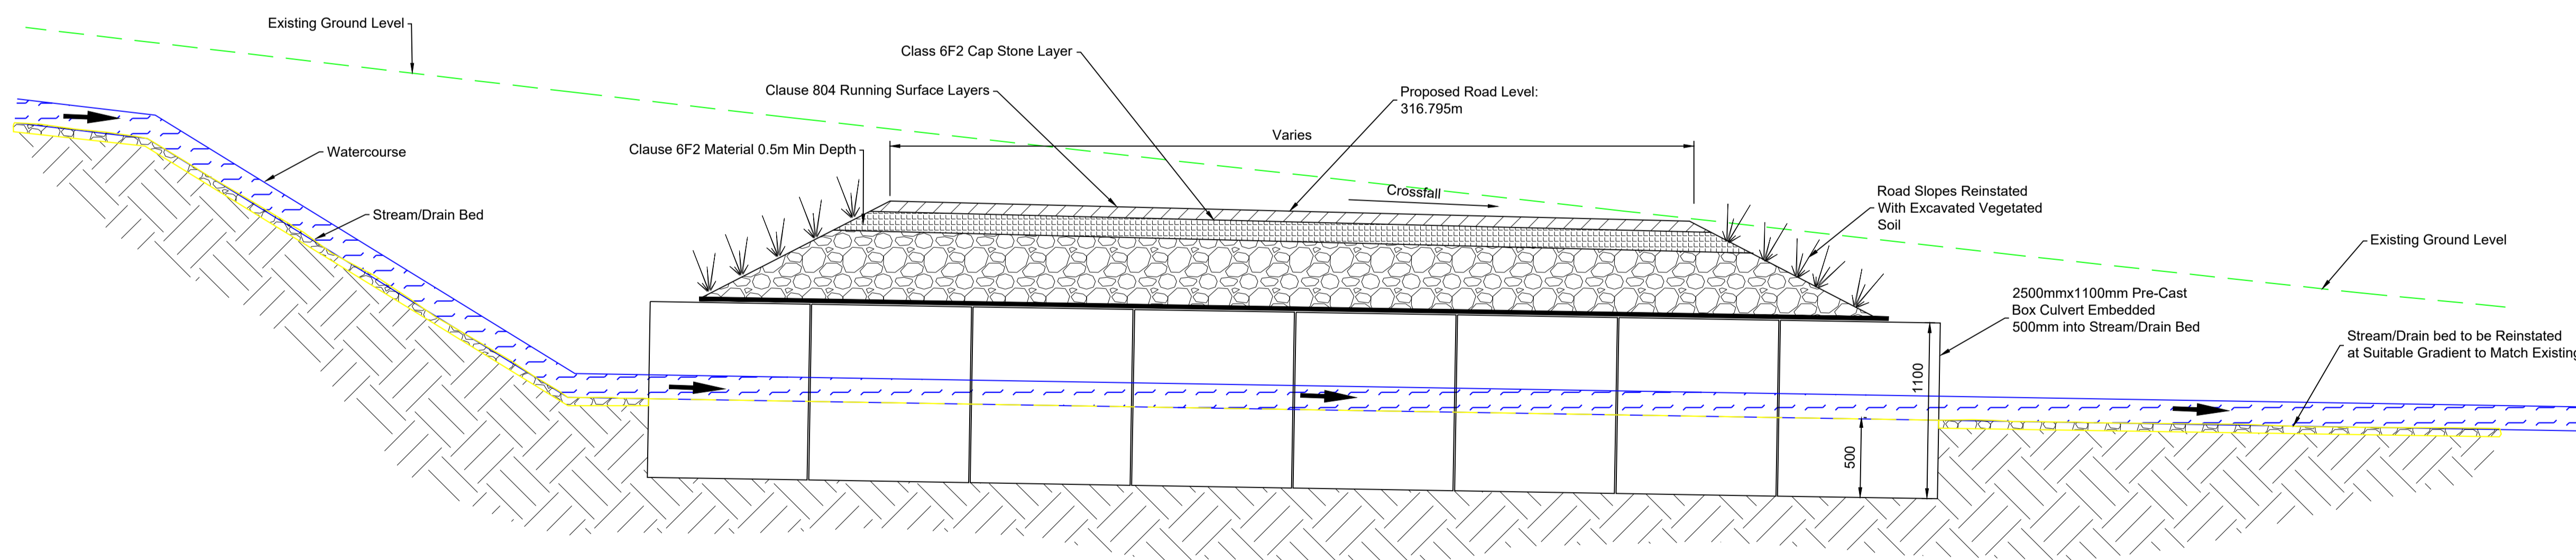 Existing Ground Level
Class 6F2 Cap Stone Layer
Clause 804 Running Surface Layers
Proposed Road Level:
316.795m
Varies
Clause 6F2 Material 0.5m Min Depth
Watercourse
Crossfall
Road Slopes Reinstated
With Excavated Vegetated
Soil
Stream/Drain Bed
Existing Ground Level
2500mmx1100mm Pre-Cast
Box Culvert Embedded
500mm into Stream/Drain Bed
Stream/Drain bed to be Reinstated
at Suitable Gradient to Match Existing
1100
500